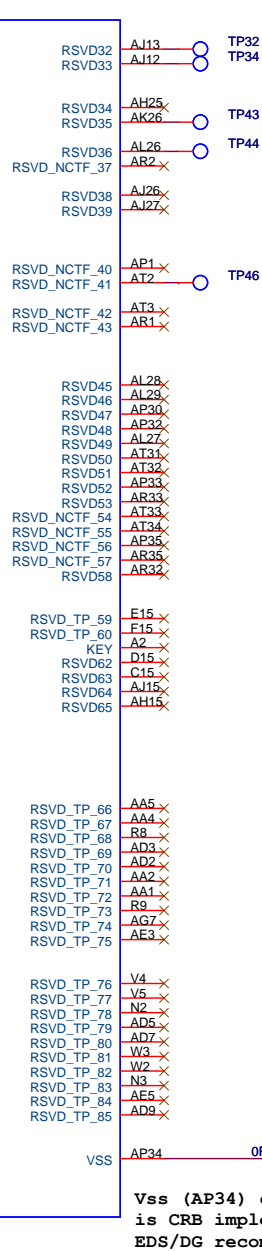 RSVD32 AJ13 TP32
RSVD33 AJ12 TP34
RSVD34 AH25
RSVD35 AK26 TP43
RSVD36 AL26 TP44
RSVD_NCTF_37 AR2
RSVD38 AJ26
RSVD39 AJ27
RSVD_NCTF_40 AP1
RSVD_NCTF_41 AT2 TP46
RSVD_NCTF_42 AT3
RSVD_NCTF_43 AR1
RSVD45 AL28
RSVD46 AL29
RSVD47 AP30
RSVD48 AP32
RSVD49 AL27
RSVD50 AT31
RSVD51 AT32
RSVD52 AP33
RSVD53 AR33
RSVD_NCTF_54 AT33
RSVD_NCTF_55 AT34
RSVD_NCTF_56 AP35
RSVD_NCTF_57 AR35
RSVD58 AR32
RSVD_TP_59 E15
RSVD_TP_60 F15
KEY A2
RSVD62 D15
RSVD63 C15
RSVD64 AJ15
RSVD65 AH15
RSVD_TP_66 AA5
RSVD_TP_67 AA4
RSVD_TP_68 R8
RSVD_TP_69 AD3
RSVD_TP_70 AD2
RSVD_TP_71 AA2
RSVD_TP_72 AA1
RSVD_TP_73 R9
RSVD_TP_74 AG7
RSVD_TP_75 AE3
RSVD_TP_76 V4
RSVD_TP_77 V5
RSVD_TP_78 N2
RSVD_TP_79 AD5
RSVD_TP_80 AD7
RSVD_TP_81 W3
RSVD_TP_82 W2
RSVD_TP_83 N3
RSVD_TP_84 AE5
RSVD_TP_85 AD9
VSS AP34
Vss (AP34)
is CRB
EDS/DG